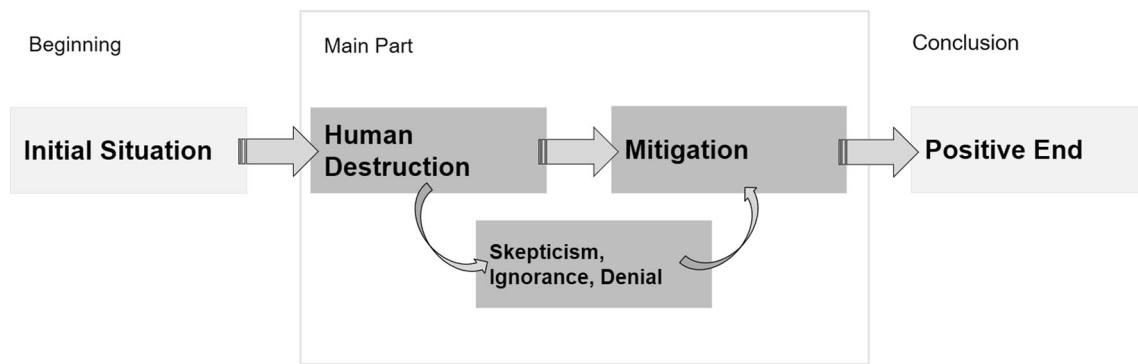 Beginning
Main Part
Conclusion
Initial Situation
Human
Destruction
Mitigation
Positive End
Skepticism,
Ignorance, Denial